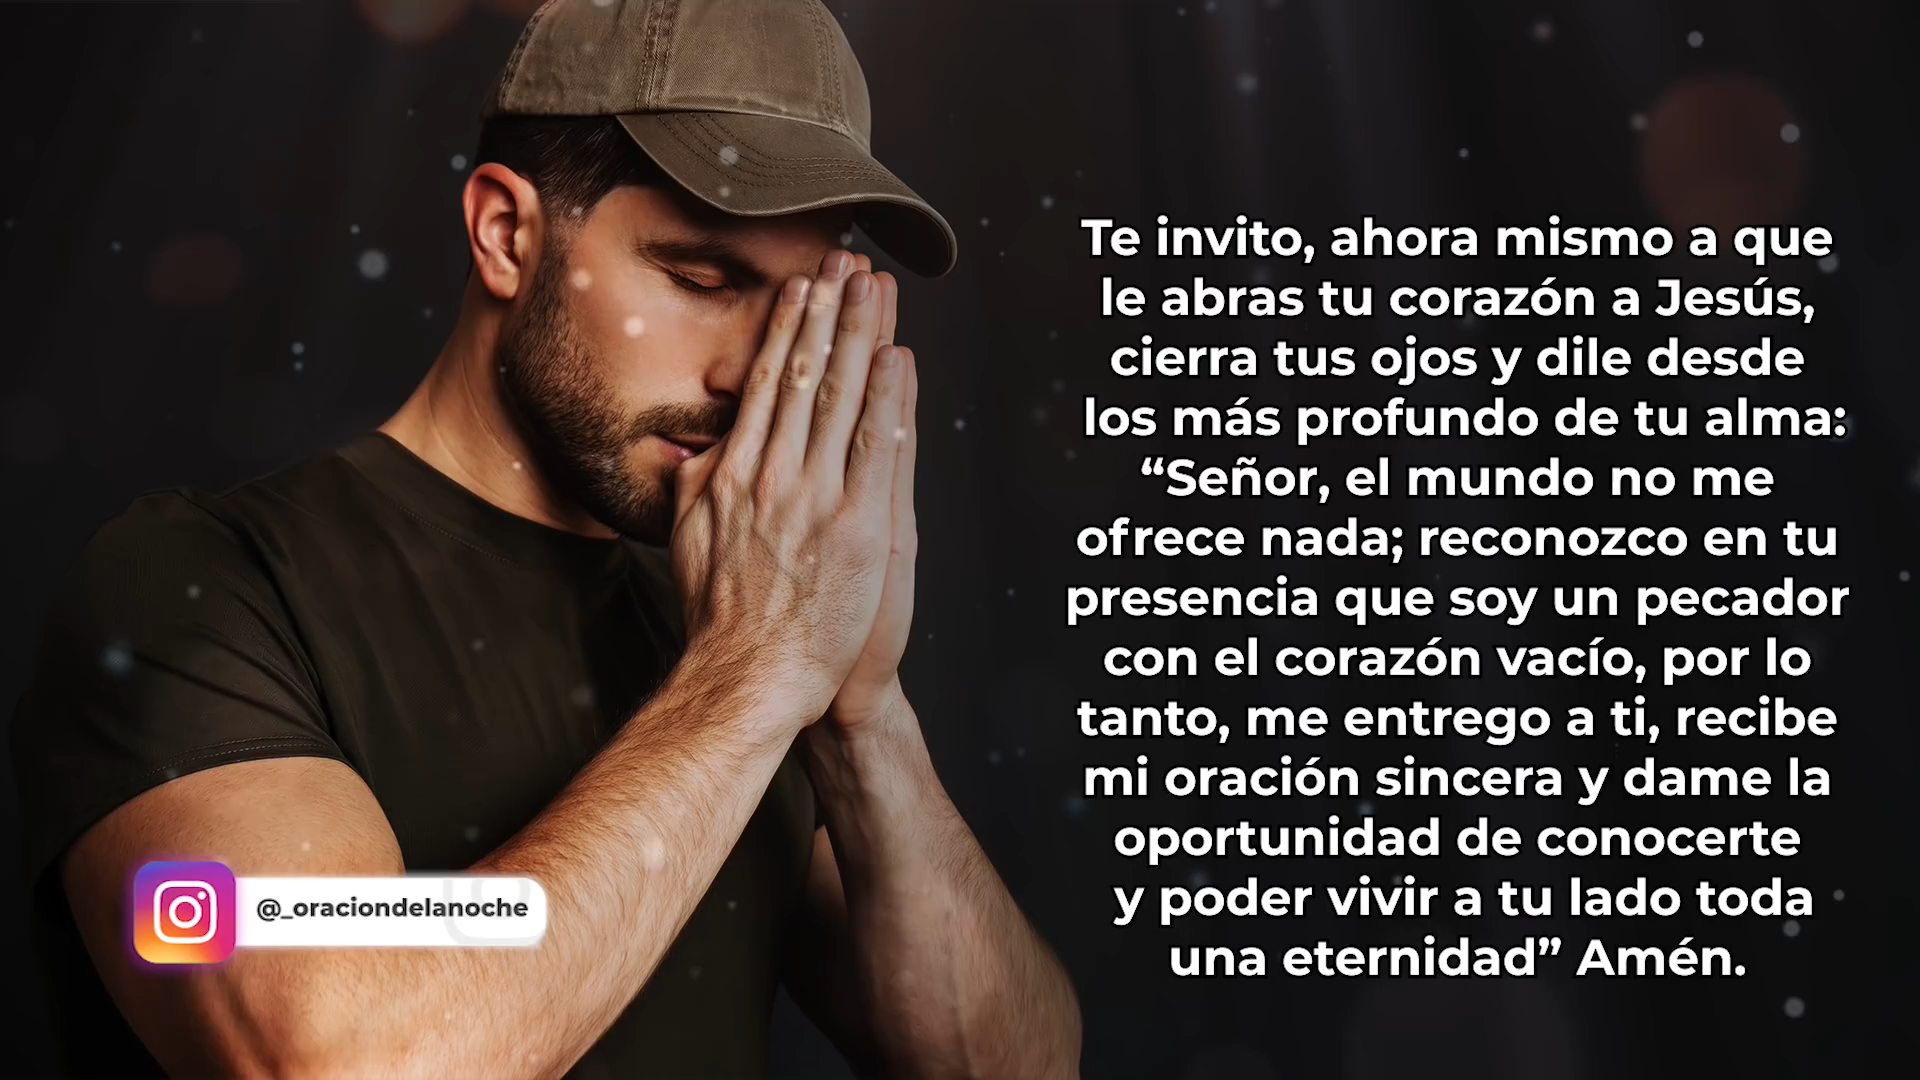 Te invito, ahora mismo a que
le abras tu corazón a Jesús,
cierra tus ojos y dile desde
los más profundo de tu alma:
“Señor, el mundo no me
ofrece nada; reconozco en tu
presencia que soy un pecador
con el corazón vacío, por lo
tanto, me entrego a ti, recibe
mi oración sincera y dame la
oportunidad de conocerte
y poder vivir a tu lado toda
una eternidad” Amén.
@_oraciondelanoche